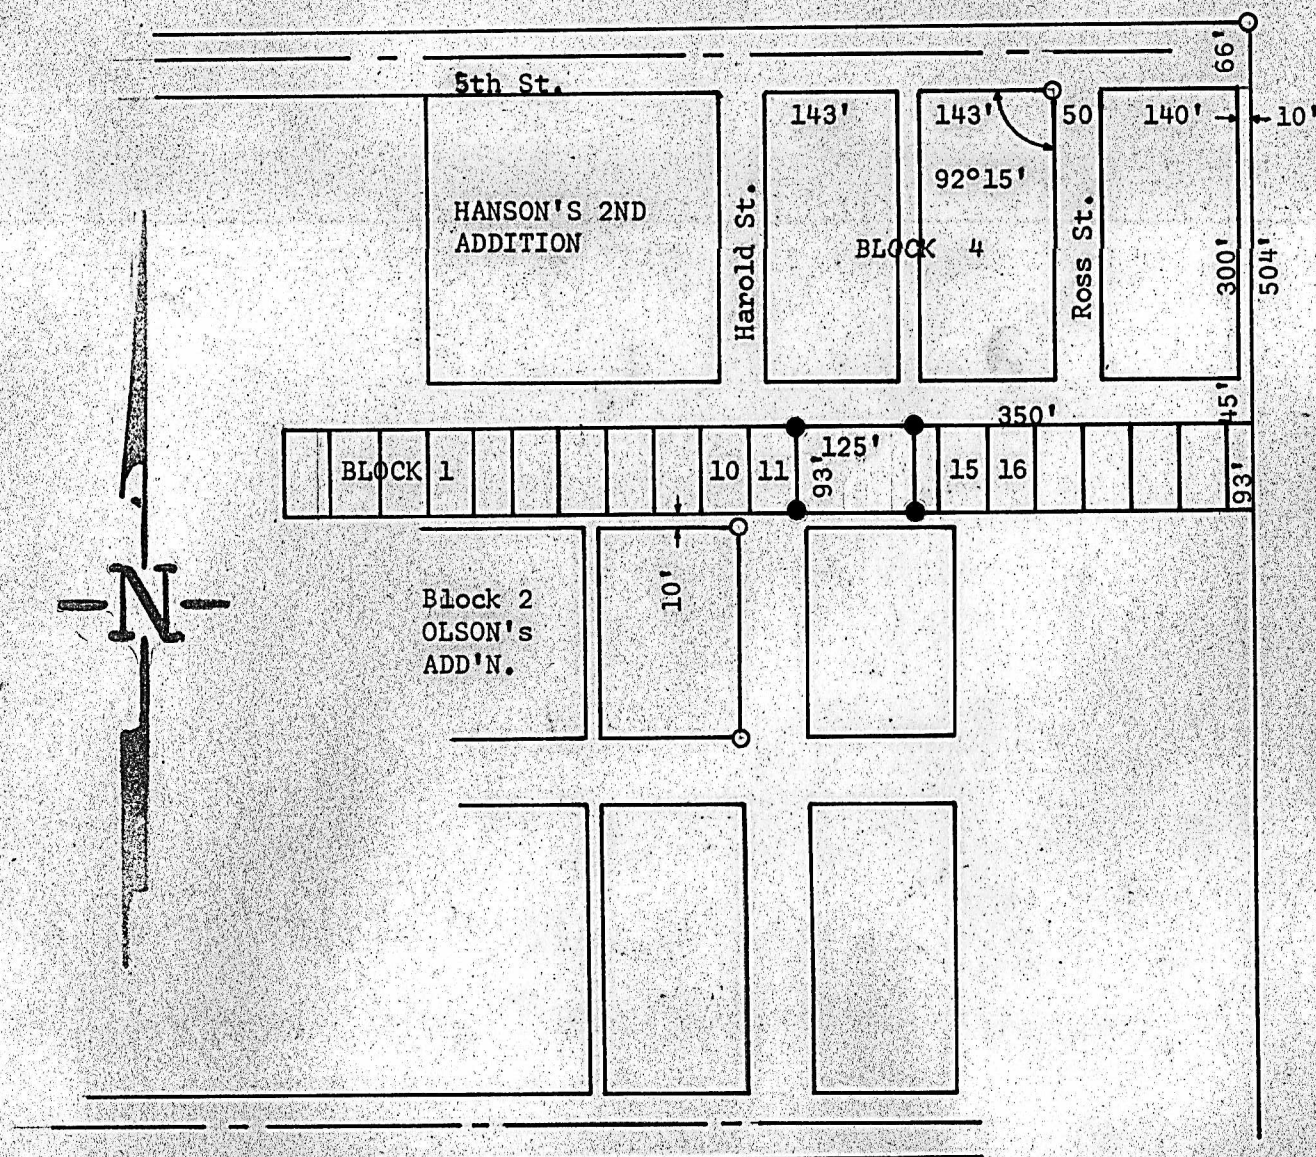 66'
5th St.
143'
143'
50
140'
10'
92°15'
HANSON'S 2ND
ADDITION
Harold St.
BLOCK 4
Ross St.
300'
504'
45'
350'
125'
BLOCK 1
10
11
93'
15
16
93'
10'
Block 2
OLSON's
ADD'N.
N